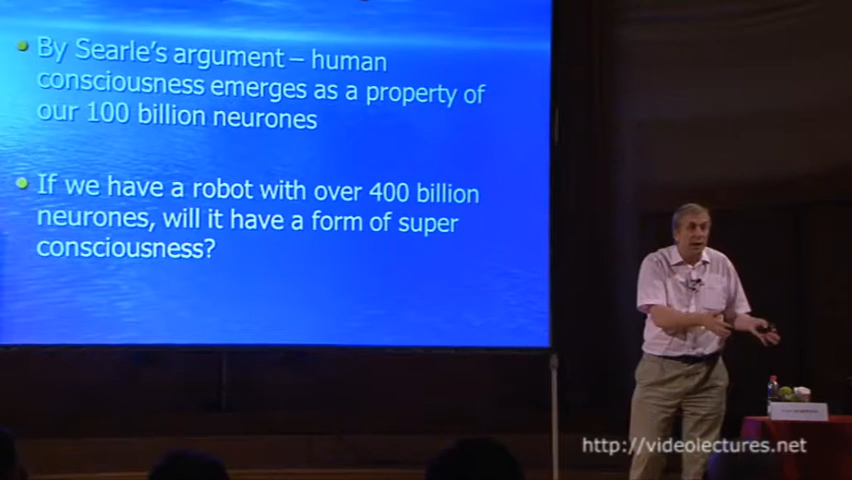 By Searle's argument – human
consciousness emerges as a property of
our 100 billion neurones
If we have a robot with over 400 billion
neurones, will it have a form of super
consciousness?
http://videolectures.net